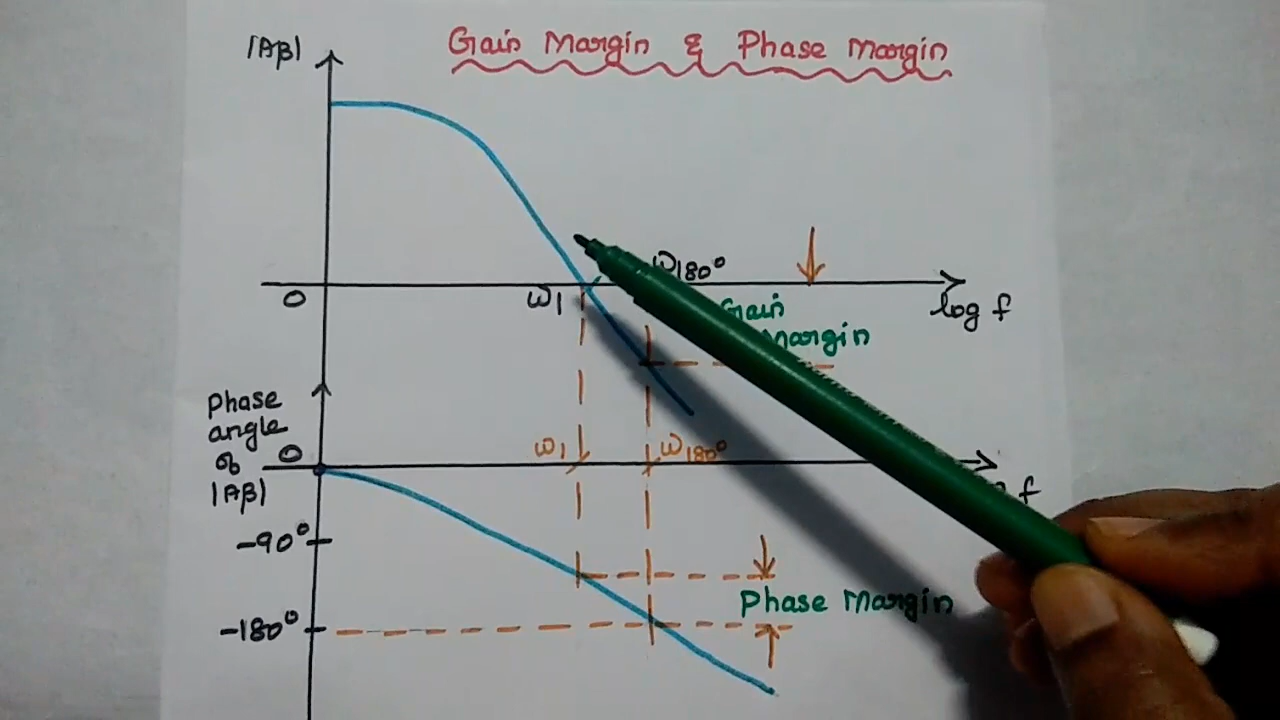 Gain Margin & Phase Margin
|Aβ|
ω180°
0
ω1
log f
Gain
Margin
Phase
angle
of
|Aβ|
0
ω1
ω180°
f
-90°
Phase Margin
-180°